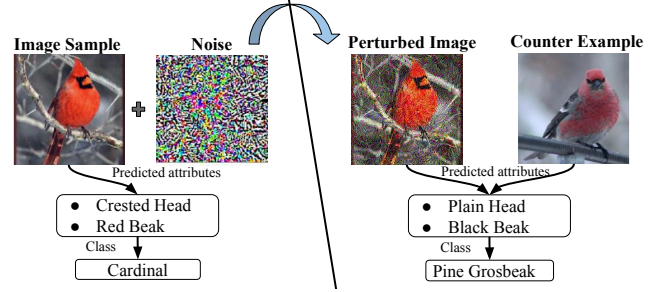 Image Sample
Noise
Predicted attributes
● Crested Head
● Red Beak
Class
Cardinal
Perturbed Image
Counter Example
Predicted attributes
● Plain Head
● Black Beak
Class
Pine Grosbeak